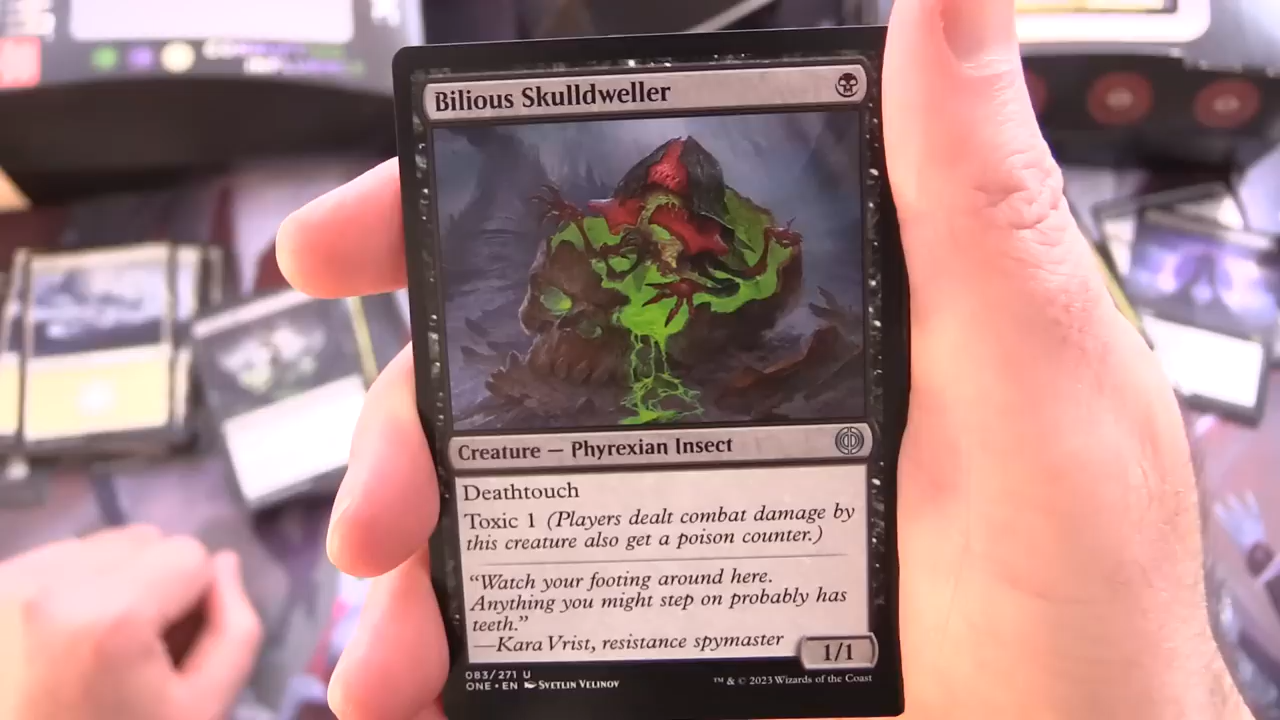 Bilious Skulldweller
Creature — Phyrexian Insect
Deathtouch
Toxic 1 (Players dealt combat damage by
this creature also get a poison counter.)
"Watch your footing around here.
Anything you might step on probably has
teeth."
—Kara Vrist, resistance spymaster
1/1
083/271 U
ONE • EN Svetlin Velinov
™ & © 2023 Wizards of the Coast